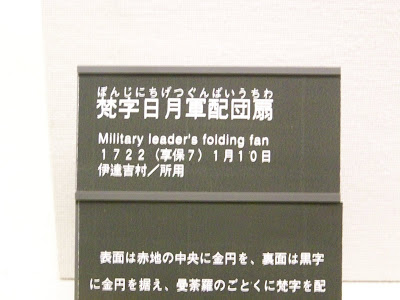 ぼんじにちげつぐんばいうちわ
梵字日月軍配団扇
Military leader's folding fan
1722(享保7)1月10日
伊達吉村/所用
表面は赤地の中央に金円を、裏面は黒字
に金円を据え、曼荼羅のごとくに梵字を配